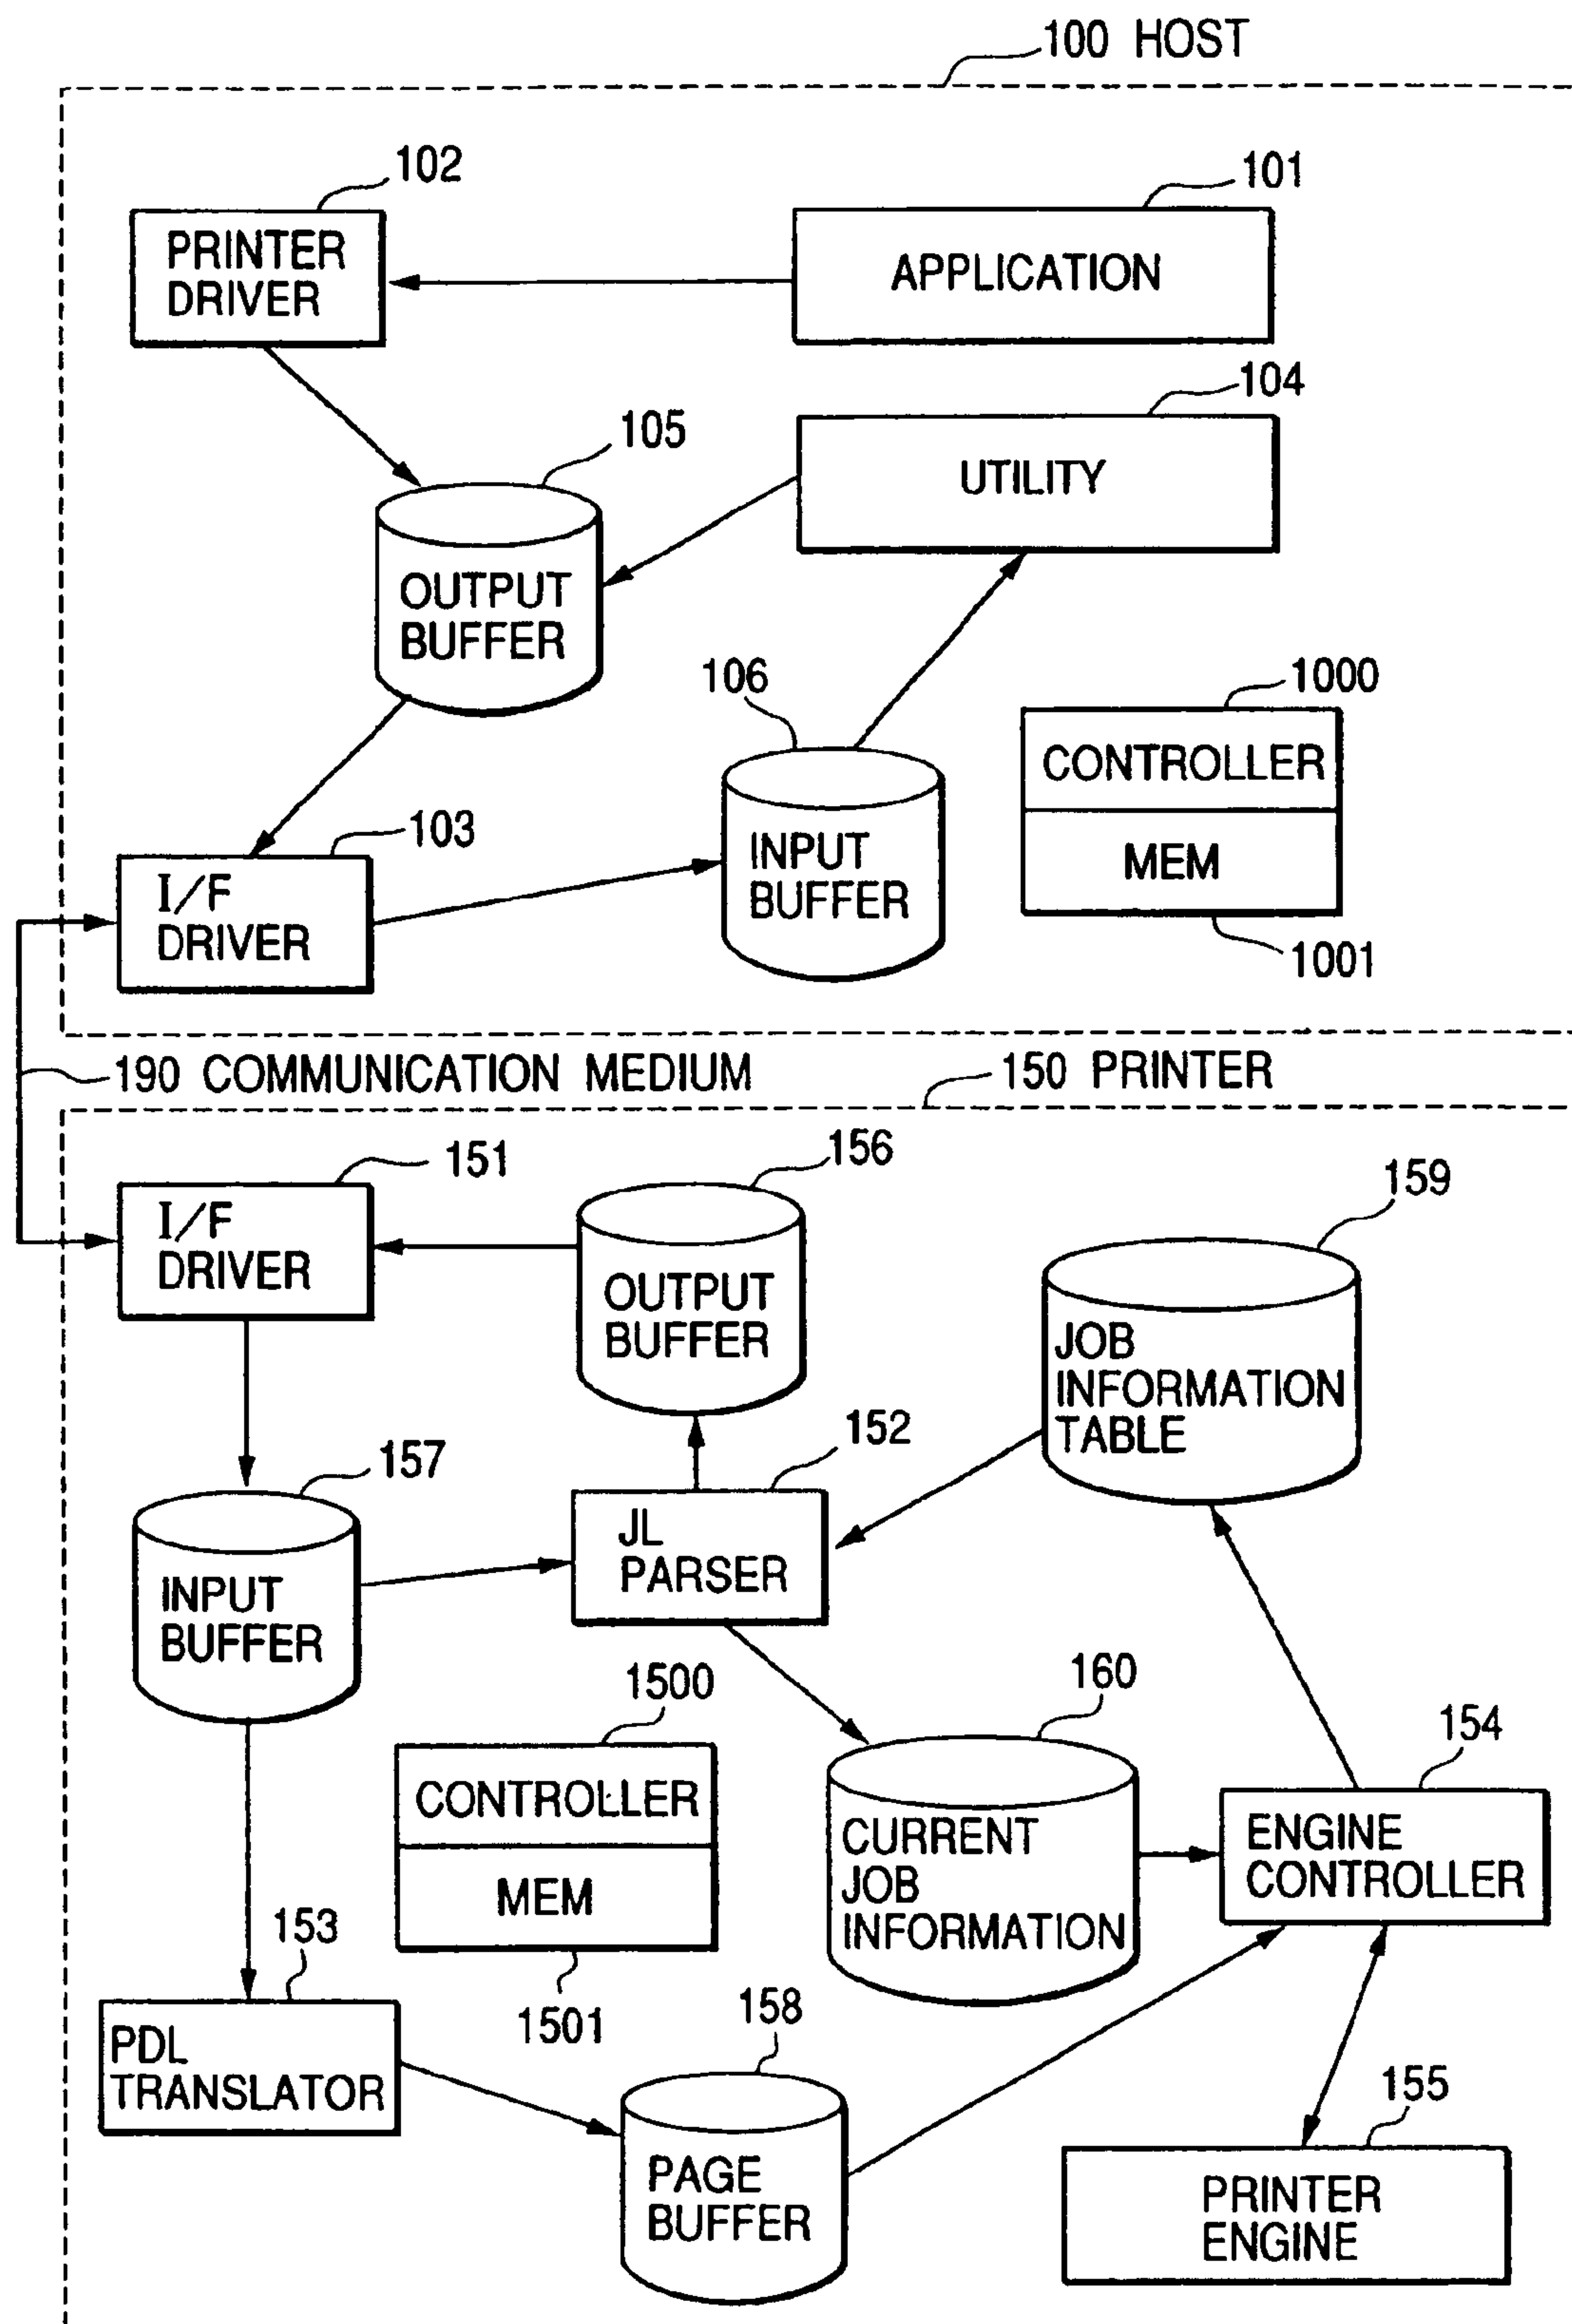 100 HOST
102
101
PRINTER
DRIVER
APPLICATION
104
105
UTILITY
OUTPUT
BUFFER
106
1000
CONTROLLER
103
INPUT
BUFFER
MEM
I/F
DRIVER
1001
190 COMMUNICATION MEDIUM
150 PRINTER
151
156
159
I/F
DRIVER
OUTPUT
BUFFER
JOB
INFORMATION
TABLE
157
152
JL
PARSER
INPUT
BUFFER
1500
160
154
CONTROLLER
CURRENT
JOB
INFORMATION
ENGINE
CONTROLLER
MEM
153
1501
158
PDL
TRANSLATOR
155
PAGE
BUFFER
PRINTER
ENGINE